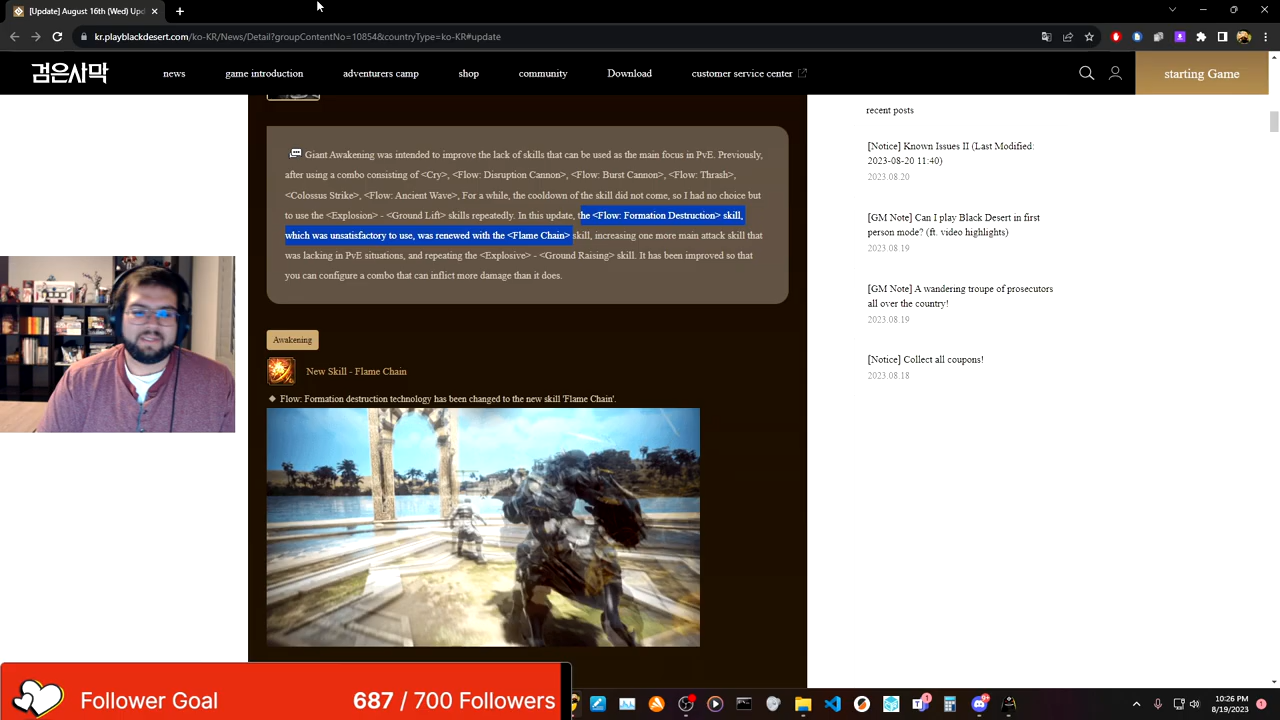 [Update] August 16th (Wed) Up
kr.playblackdesert.com/ko-KR/News/Detail?groupContentNo=10854&countryType=ko-KR#update
검은사막
news
game introduction
adventurers camp
shop
community
Download
customer service center
starting Game
Giant Awakening was intended to improve the lack of skills that can be used as the main focus in PvE. Previously,
after using a combo consisting of <Cry>, <Flow: Disruption Cannon>, <Flow: Burst Cannon>, <Flow: Thrash>,
<Colossus Strike>, <Flow: Ancient Wave>, For a while, the cooldown of the skill did not come, so I had no choice but
to use the <Explosion> - <Ground Lift> skills repeatedly. In this update, the <Flow: Formation Destruction> skill,
which was unsatisfactory to use, was renewed with the <Flame Chain> skill, increasing one more main attack skill that
was lacking in PvE situations, and repeating the <Explosive> - <Ground Raising> skill. It has been improved so that
you can configure a combo that can inflict more damage than it does.
Awakening
New Skill - Flame Chain
Flow: Formation destruction technology has been changed to the new skill 'Flame Chain'.
recent posts
[Notice] Known Issues II (Last Modified:
2023-08-20 11:40)
2023.08.20
[GM Note] Can I play Black Desert in first
person mode? (ft. video highlights)
2023.08.19
[GM Note] A wandering troupe of prosecutors
all over the country!
2023.08.19
[Notice] Collect all coupons!
2023.08.18
Follower Goal
687 / 700 Followers
10:26 PM
8/19/2023